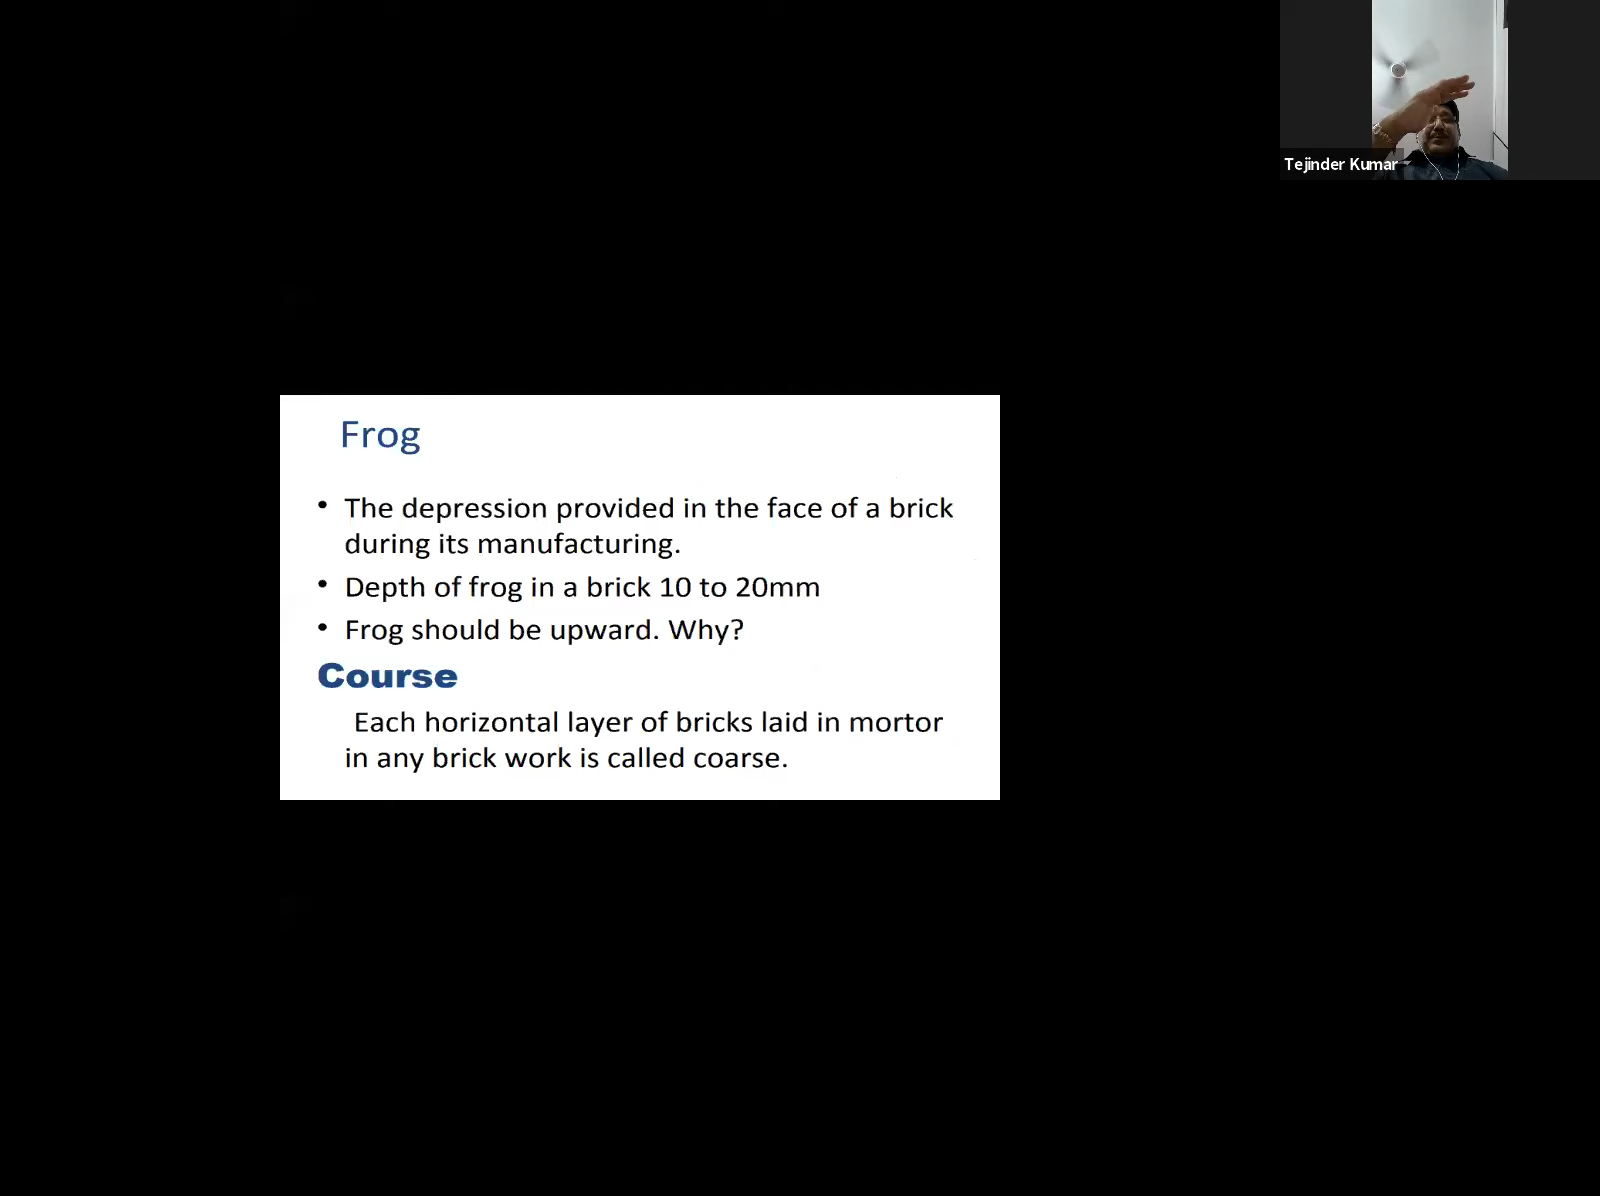 Tejinder Kumar
Frog
• The depression provided in the face of a brick
during its manufacturing.
• Depth of frog in a brick 10 to 20mm
• Frog should be upward. Why?
Course
Each horizontal layer of bricks laid in mortor
in any brick work is called coarse.